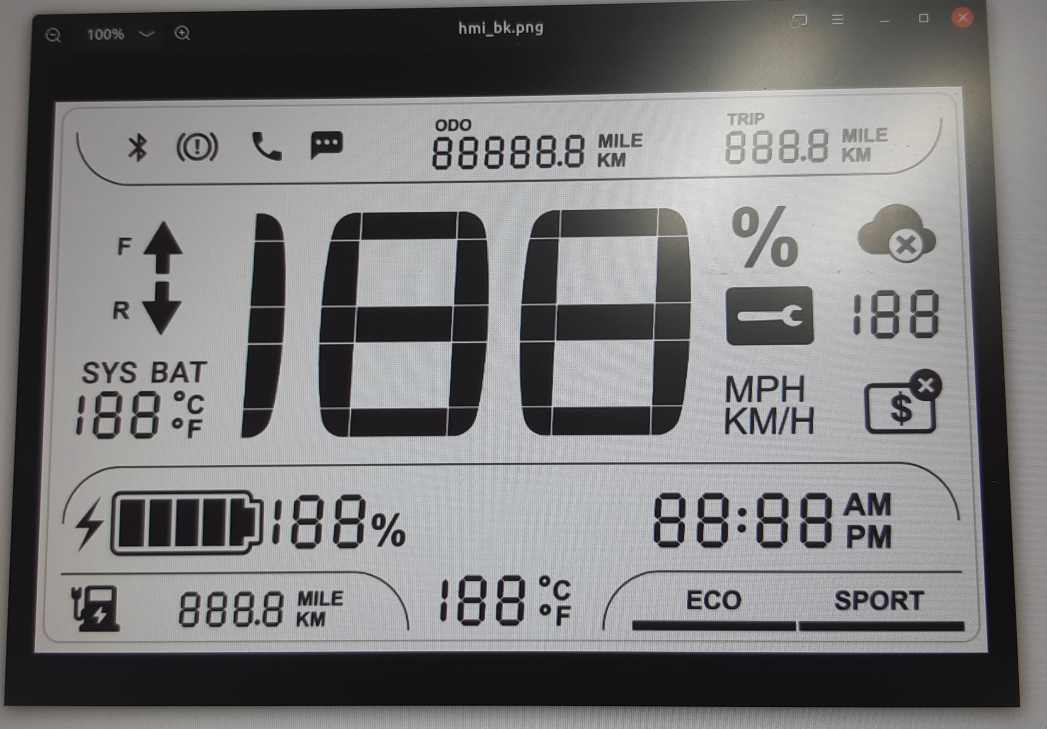 100%
hmi_bk.png
ODO
88888.8 MILE
KM
TRIP
888.8 MILE
KM
F
R
188
%
188
SYS BAT
188 °C
°F
MPH
KM/H
$
188%
88:88 AM
PM
888.8 MILE
KM
188 °C
°F
ECO
SPORT